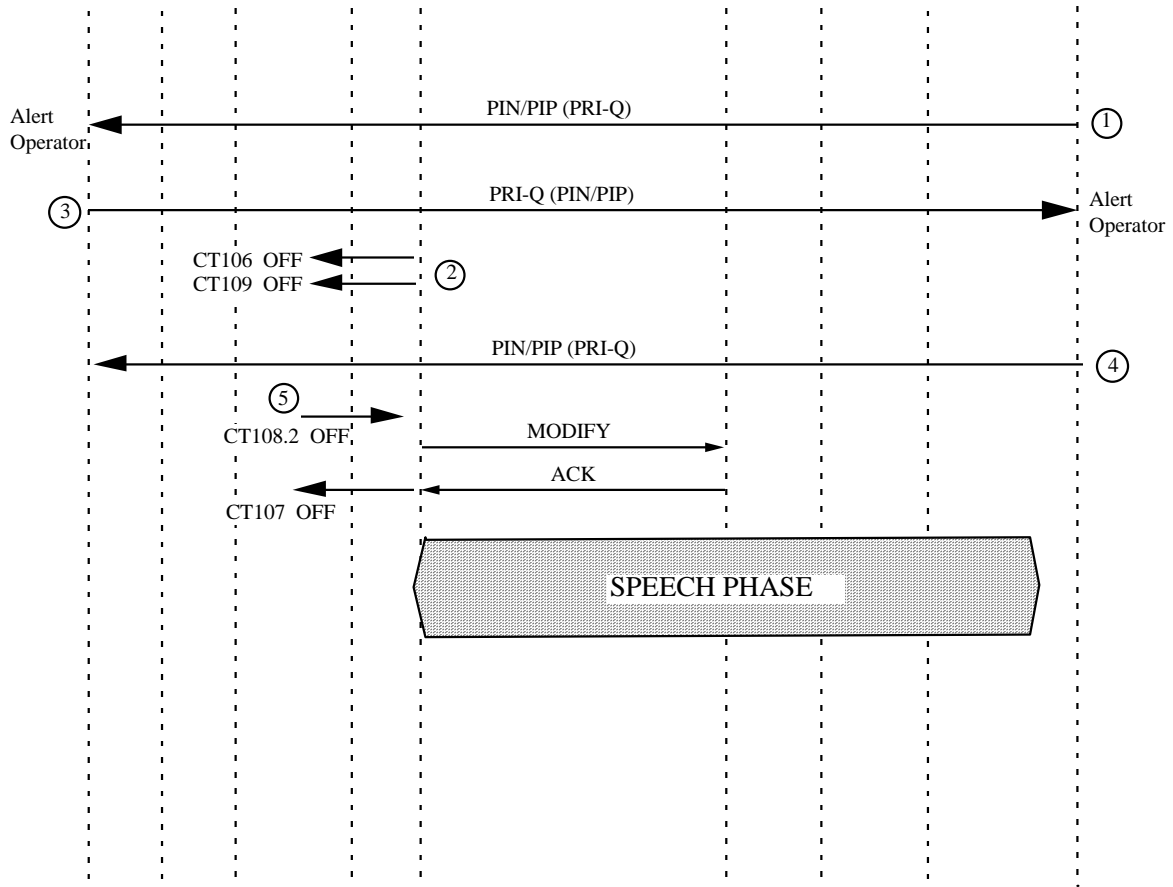 PIN/PIP (PRI-Q)
1
Alert
Operator
PRI-Q (PIN/PIP)
3
Alert
Operator
CT106 OFF
2
CT109 OFF
PIN/PIP (PRI-Q)
4
5
CT108.2 OFF
MODIFY
ACK
CT107 OFF
SPEECH PHASE